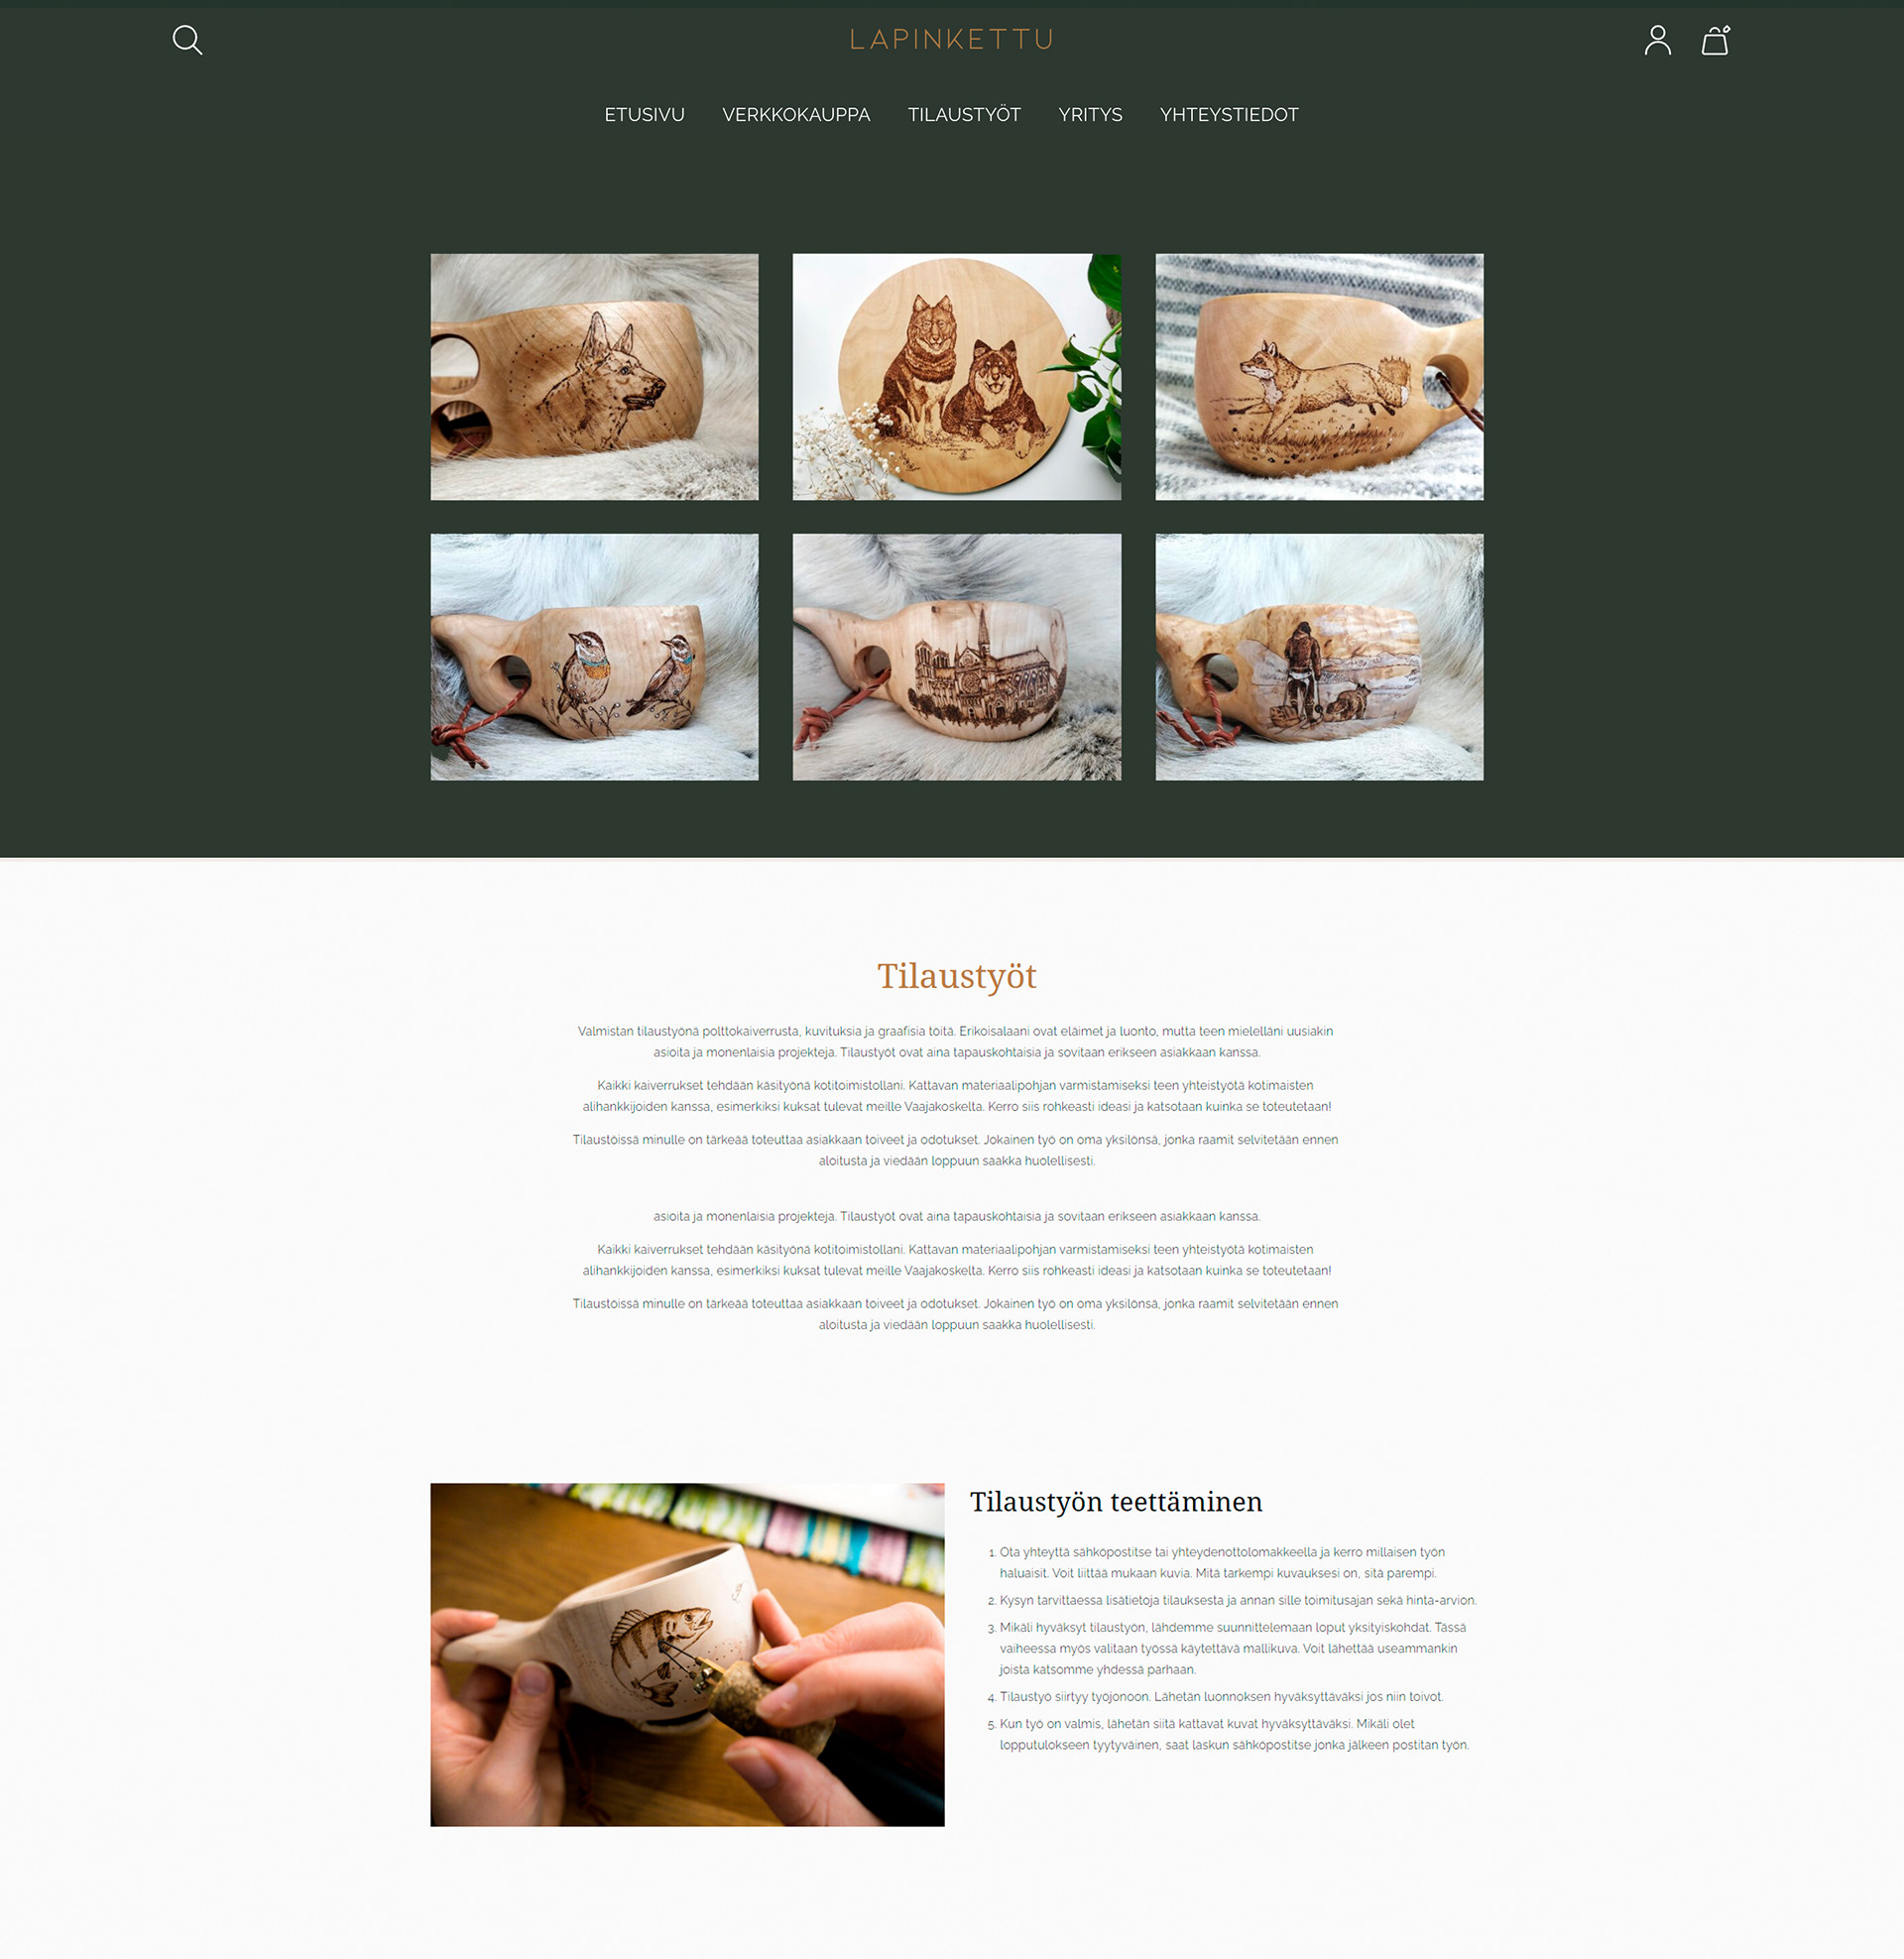 LAPINKETTU
ETUSIVU VERKKOKAUPPA TILAUSTYÖT YRITYS YHTEYSTIEDOT
Tilaustyöt
Valmistan tilaustyönä polttokaiverrusta, kuvituksia ja graafisia töitä. Erikoisalaani ovat eläimet ja luonto, mutta teen mielelläni uusiakin
asioita ja monenlaisia projekteja. Tilaustyöt ovat aina tapauskohtaisia ja sovitaan erikseen asiakkaan kanssa.
Kaikki kaiverrukset tehdään käsityönä kotitoimistollani. Kattavan materiaalipohjan varmistamiseksi teen yhteistyötä kotimaisten
alihankkijoiden kanssa, esimerkiksi kuksat tulevat meille Vaajakoskelta. Kerro siis rohkeasti ideasi ja katsotaan kuinka se toteutetaan!
Tilaustöissä minulle on tärkeää toteuttaa asiakkaan toiveet ja odotukset. Jokainen työ on oma yksilönsä, jonka raamit selvitetään ennen
aloitusta ja viedään loppuun saakka huolellisesti.
asioita ja monenlaisia projekteja. Tilaustyöt ovat aina tapauskohtaisia ja sovitaan erikseen asiakkaan kanssa.
Kaikki kaiverrukset tehdään käsityönä kotitoimistollani. Kattavan materiaalipohjan varmistamiseksi teen yhteistyötä kotimaisten
alihankkijoiden kanssa, esimerkiksi kuksat tulevat meille Vaajakoskelta. Kerro siis rohkeasti ideasi ja katsotaan kuinka se toteutetaan!
Tilaustöissä minulle on tärkeää toteuttaa asiakkaan toiveet ja odotukset. Jokainen työ on oma yksilönsä, jonka raamit selvitetään ennen
aloitusta ja viedään loppuun saakka huolellisesti.
Tilaustyön teettäminen
1. Ota yhteyttä sähköpostitse tai yhteydenottolomakkeella ja kerro millaisen työn
haluaisit. Voit liittää mukaan kuvia. Mitä tarkempi kuvauksesi on, sitä parempi.
2. Kysyn tarvittaessa lisätietoja tilauksesta ja annan sille toimitusajan sekä hinta-arvion.
3. Mikäli hyväksyt tilaustyön, lähdemme suunnittelemaan loput yksityiskohdat. Tässä
vaiheessa myös valitaan työssä käytettävä mallikuva. Voit lähettää useammankin
joista katsomme yhdessä parhaan.
4. Tilaustyö siirtyy työjonoon. Lähetän luonnoksen hyväksyttäväksi jos niin toivot.
5. Kun työ on valmis, lähetän siitä kattavat kuvat hyväksyttäväksi. Mikäli olet
lopputulokseen tyytyväinen, saat laskun sähköpostitse jonka jälkeen postitan työn.